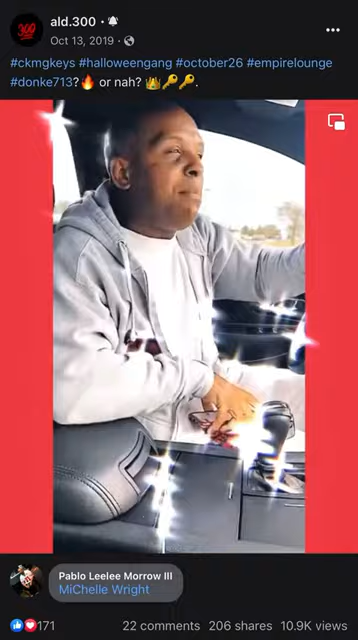 300
ald.300 ·
Oct 13, 2019 ·
#ckmgkeys #halloweengang #october26 #empirelounge
#donke713?🔥 or nah? 👑🔑🔑.
Pablo Leelee Morrow III
MiChelle Wright
171 22 comments 206 shares 10.9K views